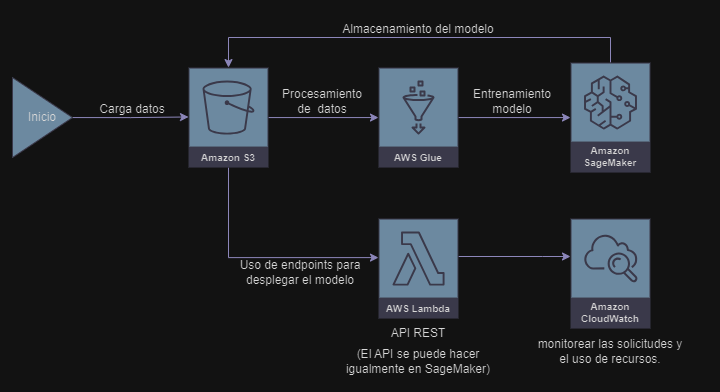 Almacenamiento del modelo
Inicio
Carga datos
Amazon S3
Procesamiento
de datos
AWS Glue
Entrenamiento
modelo
Amazon
SageMaker
Uso de endpoints para
desplegar el modelo
AWS Lambda
API REST
(El API se puede hacer
igualmente en SageMaker)
Amazon
CloudWatch
monitorear las solicitudes y
el uso de recursos.